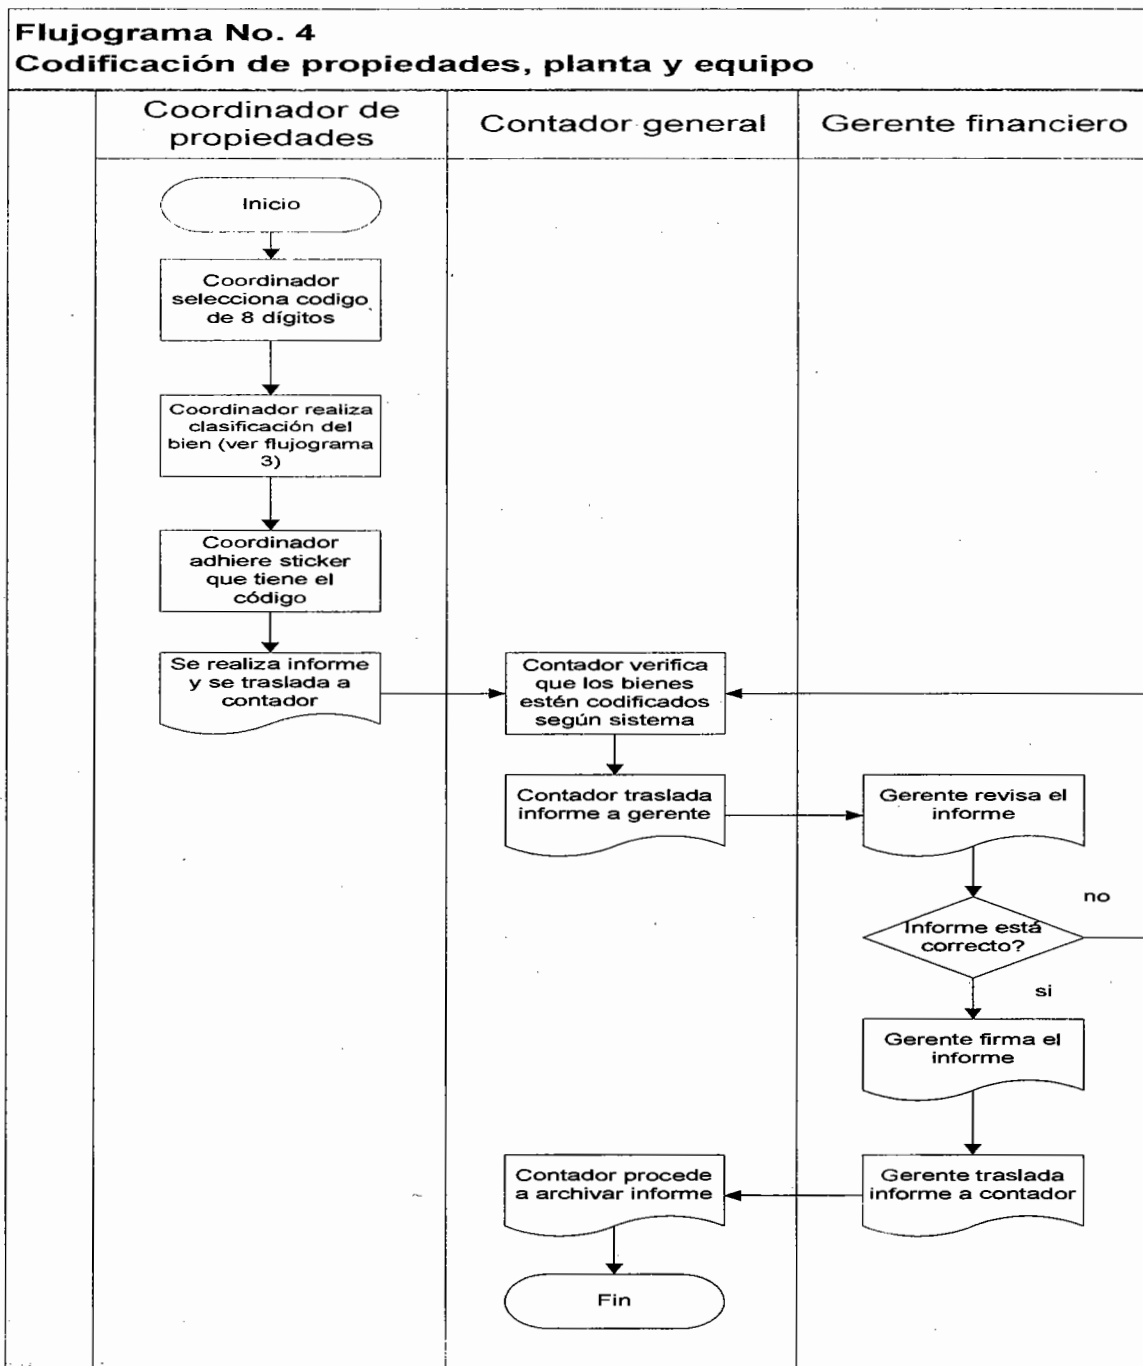 Flujograma No. 4
Codificación de propiedades, planta y equipo
Coordinador de
propiedades
Contador general
Gerente financiero
Inicio
Coordinador
selecciona codigo
de 8 dígitos
Coordinador realiza
clasificación del
bien (ver flujograma
3)
Coordinador
adhiere sticker
que tiene el
código
Se realiza informe
y se traslada a
contador
Contador verifica
que los bienes
estén codificados
según sistema
Contador traslada
informe a gerente
Gerente revisa el
informe
Informe está
correcto?
no
si
Gerente firma el
informe
Gerente traslada
informe a contador
Contador procede
a archivar informe
Fin